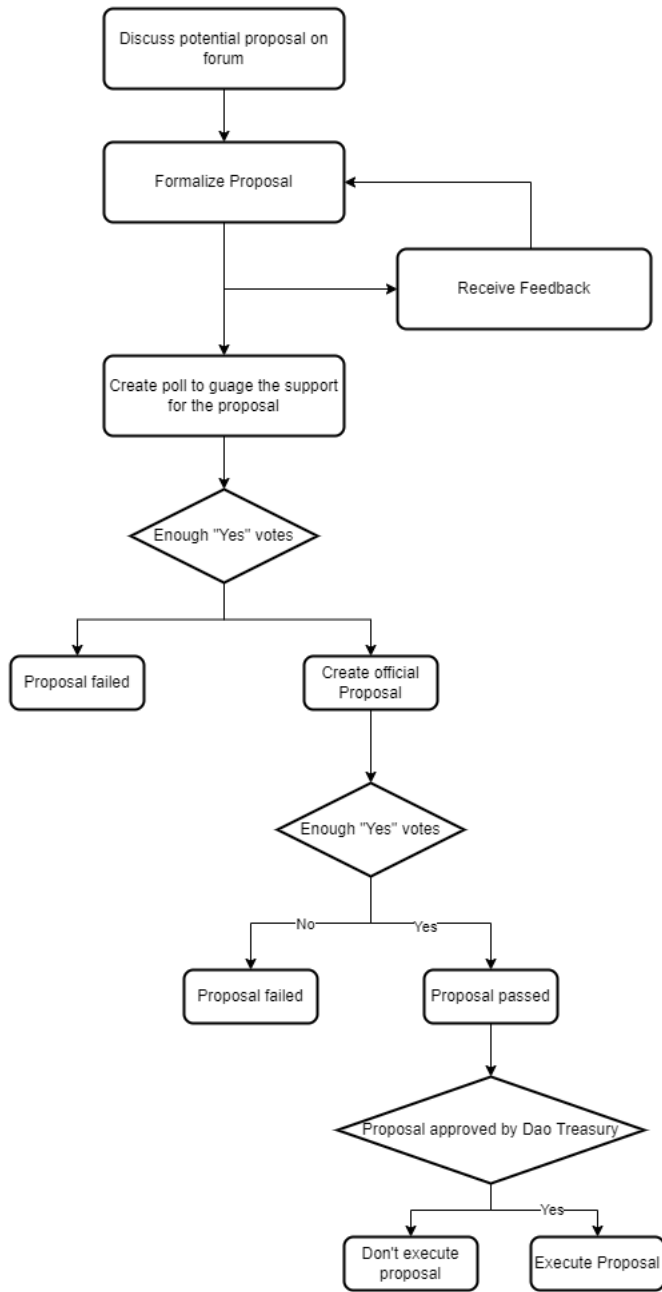 Discuss potential proposal on
forum
Formalize Proposal
Receive Feedback
Create poll to guage the support
for the proposal
Enough "Yes" votes
Proposal failed
Create official
Proposal
Enough "Yes" votes
No
Yes
Proposal failed
Proposal passed
Proposal approved by Dao Treasury
Yes
Don't execute
proposal
Execute Proposal